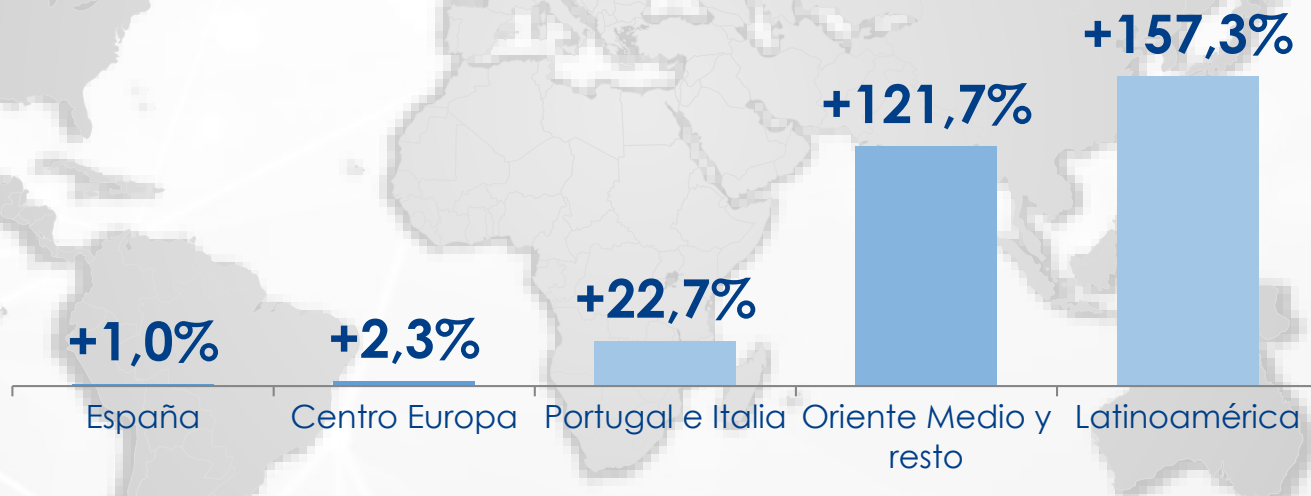 +1,0%
+2,3%
+22,7%
+121,7%
+157,3%
España
Centro Europa
Portugal e Italia
Oriente Medio y
resto
Latinoamérica